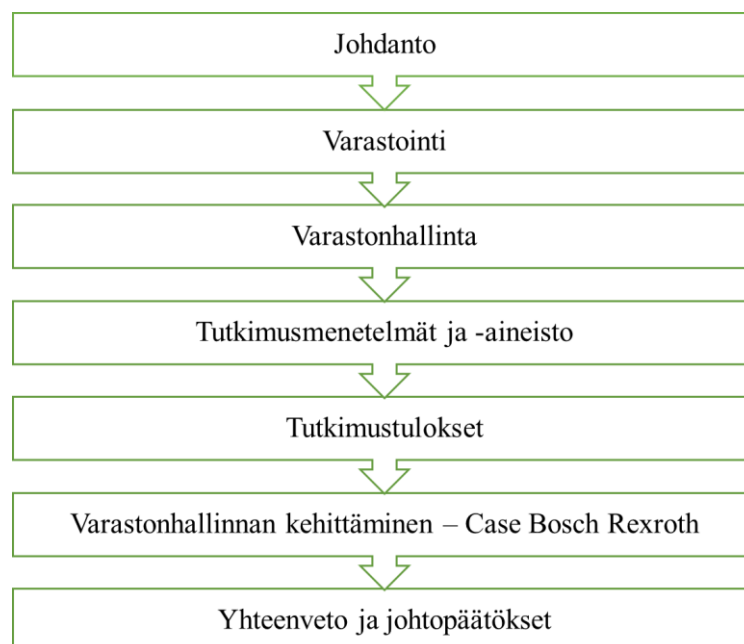 Johdanto
Varastointi
Varastonhallinta
Tutkimusmenetelmät ja -aineisto
Tutkimustulokset
Varastonhallinnan kehittäminen – Case Bosch Rexroth
Yhteenveto ja johtopäätökset